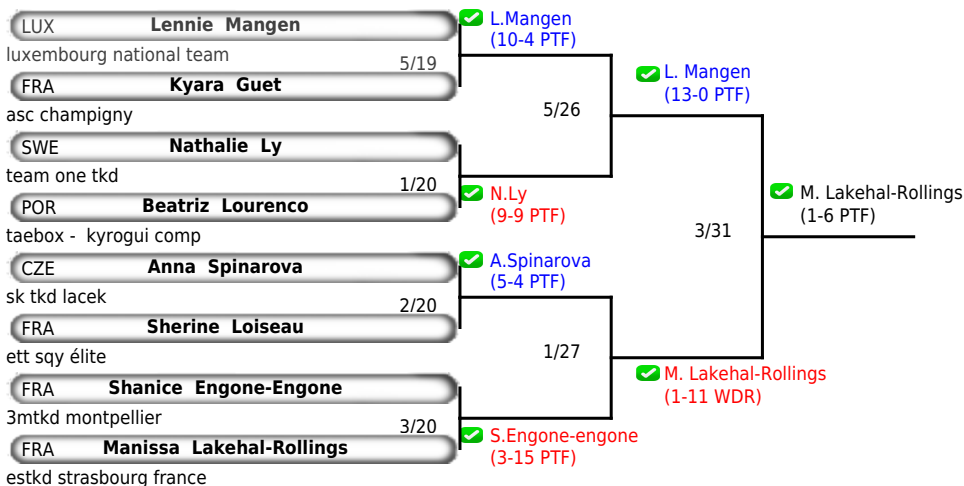 LUX Lennie Mangen
luxembourg national team
5/19
FRA Kyara Guet
asc champigny
SWE Nathalie Ly
team one tkd
1/20
POR Beatriz Lourenco
taebox - kyrogui comp
CZE Anna Spinarova
sk tkd lacek
2/20
FRA Sherine Loiseau
ett sqy élite
FRA Shanice Engone-Engone
3mtkd montpellier
3/20
FRA Manissa Lakehal-Rollings
estkd strasbourg france
L.Mangen
(10-4 PTF)
5/26
N.Ly
(9-9 PTF)
A.Spinarova
(5-4 PTF)
1/27
S.Engone-engone
(3-15 PTF)
L. Mangen
(13-0 PTF)
3/31
M. Lakehal-Rollings
(1-11 WDR)
M. Lakehal-Rollings
(1-6 PTF)